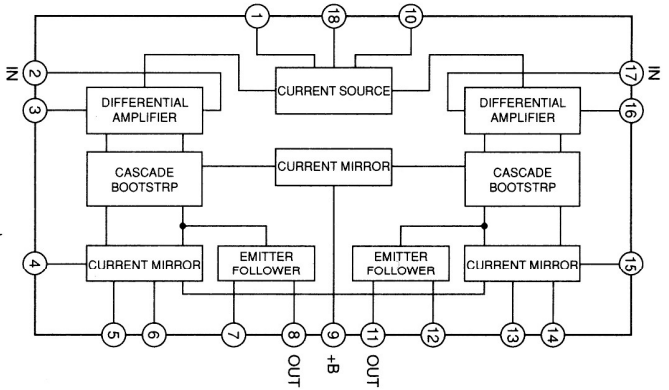 1
18
10
IN
2
17
IN
CURRENT SOURCE
3
DIFFERENTIAL
AMPLIFIER
DIFFERENTIAL
AMPLIFIER
16
CASCADE
BOOTSTRP
CURRENT MIRROR
CASCADE
BOOTSTRP
4
CURRENT MIRROR
EMITTER
FOLLOWER
EMITTER
FOLLOWER
CURRENT MIRROR
15
5
6
7
8
9
11
12
13
14
OUT
+B
OUT